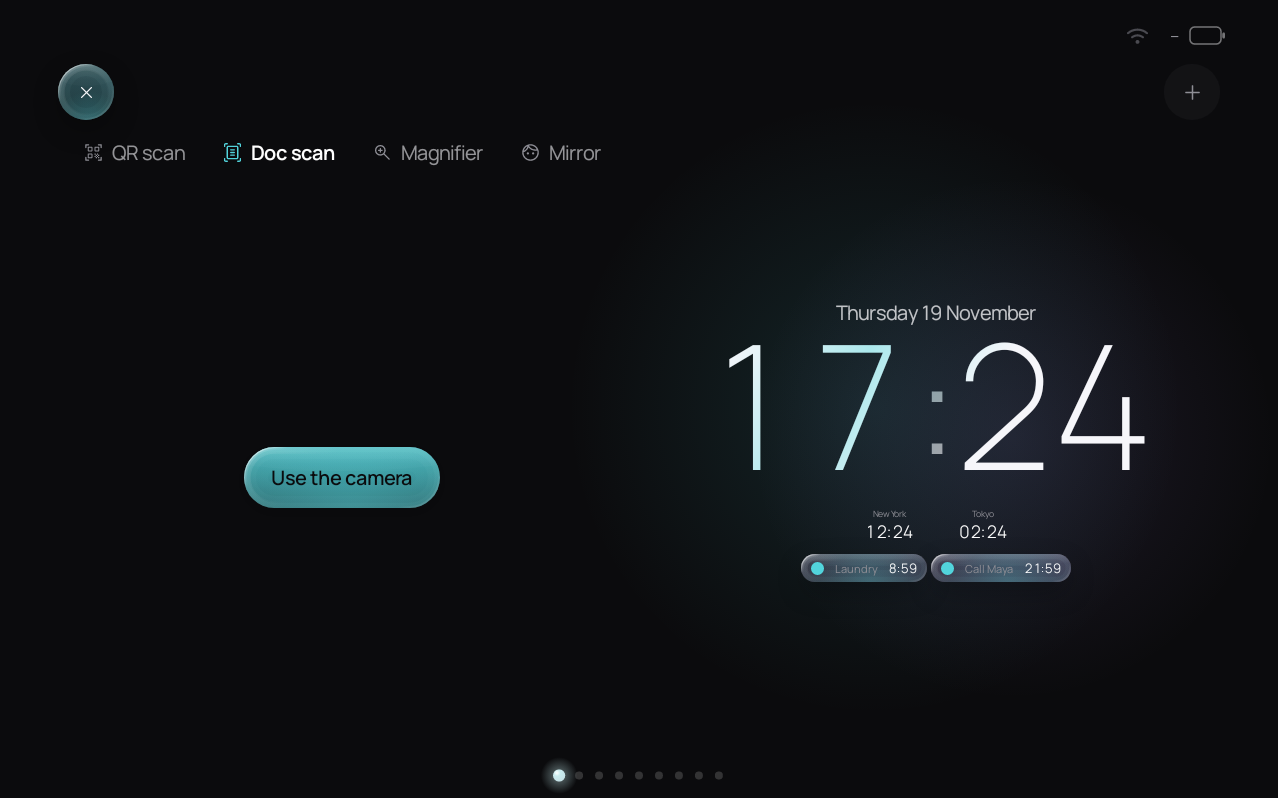 –
QR scan
Doc scan
Magnifier
Mirror
Thursday 19 November
17:24
New York
Tokyo
12:24
02:24
Laundry 8:59
Call Maya 21:59
Use the camera